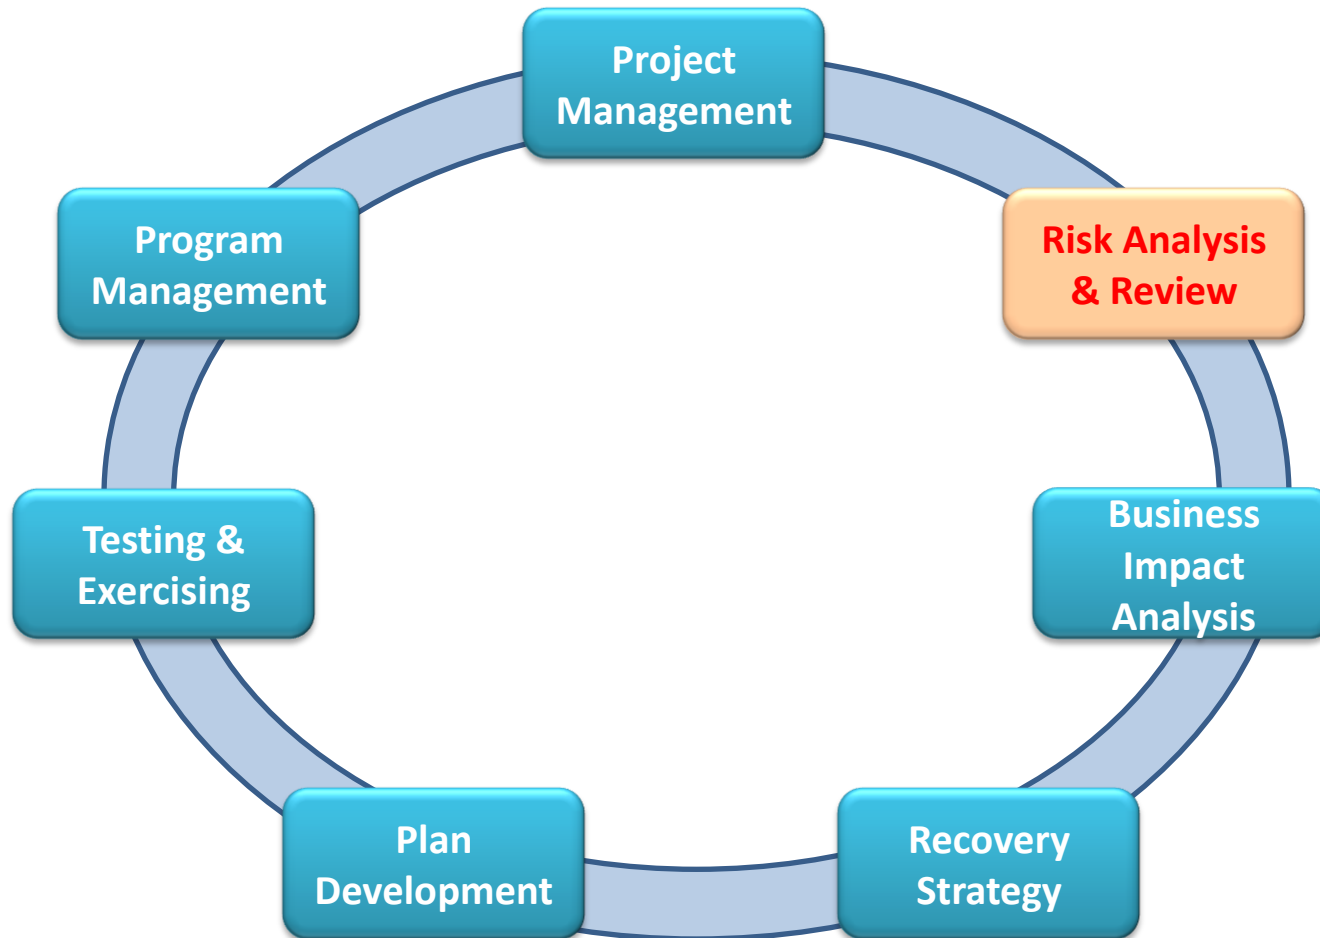 Project
Management
Risk Analysis
& Review
Business
Impact
Analysis
Recovery
Strategy
Plan
Development
Testing &
Exercising
Program
Management